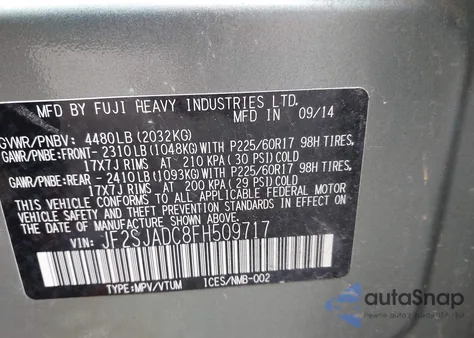 MFD BY FUJI HEAVY INDUSTRIES LTD.
IN 09/14
GVWR/PNBV: 4480LB (2032KG)
GAWR/PNBE:FRONT - 2310LB (1048KG) WITH P225/60R17 98H TIRES,
17X7J RIMS AT 210 KPA (30 PSI) COLD
GAWR/PNBE:REAR - 2410LB (1093KG) WITH P225/60R17 98H TIRES,
17X7J RIMS AT 200 KPA (29 PSI) COLD
THIS VEHICLE CONFORMS TO ALL APPLICABLE FEDERAL MOTOR
VEHICLE SAFETY AND BUMPER STANDARDS IN EFFECT ON THE DATE
OF MANUFACTURE SHOWN ABOVE.
VIN: JF2SJADC8FH509717
TYPE:MPV/VTUM ICES/NMB-002
autoSnap